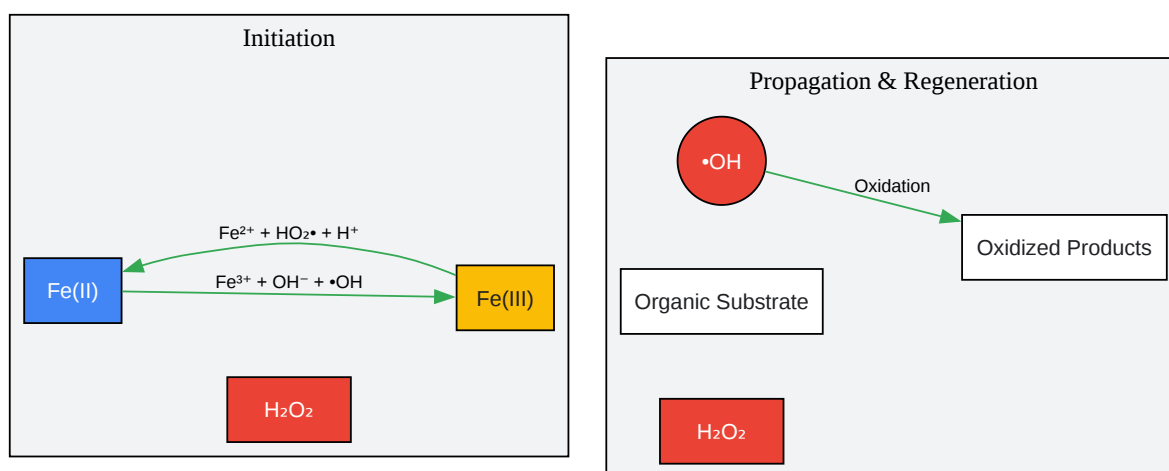 Initiation
Fe²⁺ + HO₂• + H⁺
Fe(II)
Fe³⁺ + OH⁻ + •OH
Fe(III)
H₂O₂
Propagation & Regeneration
•OH
Oxidation
Oxidized Products
Organic Substrate
H₂O₂